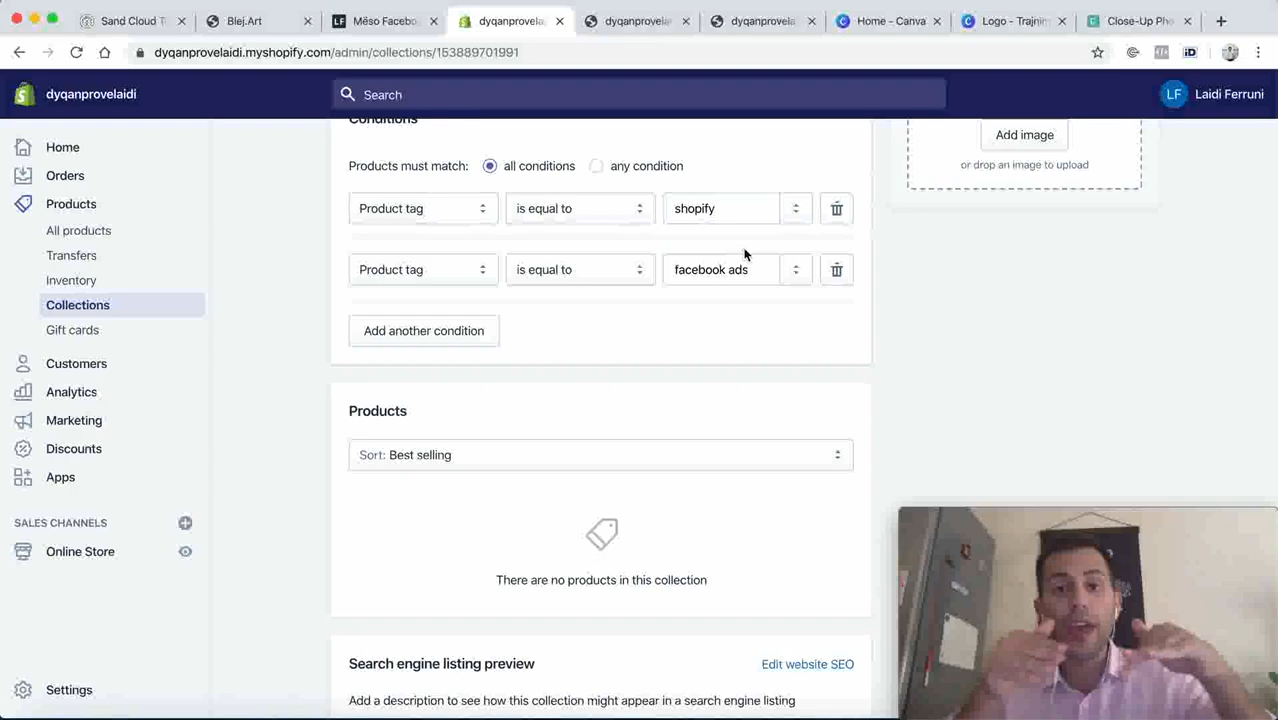 Sand Cloud T
Blej.Art
Mëso Facebo
dyqanprovela
dyqanprovela
dyqanprovela
Home - Canva
Logo - Trajnin
Close-Up Pho
dyqanprovelaidi.myshopify.com/admin/collections/153889701991
dyqanprovelaidi
Search
LF
Laidi Ferruni
Home
Orders
Products
All products
Transfers
Inventory
Collections
Gift cards
Customers
Analytics
Marketing
Discounts
Apps
SALES CHANNELS
Online Store
Settings
Conditions
Products must match:
all conditions
any condition
Product tag
is equal to
shopify
Product tag
is equal to
facebook ads
Add another condition
Products
Sort: Best selling
There are no products in this collection
Search engine listing preview
Edit website SEO
Add a description to see how this collection might appear in a search engine listing
Add image
or drop an image to upload